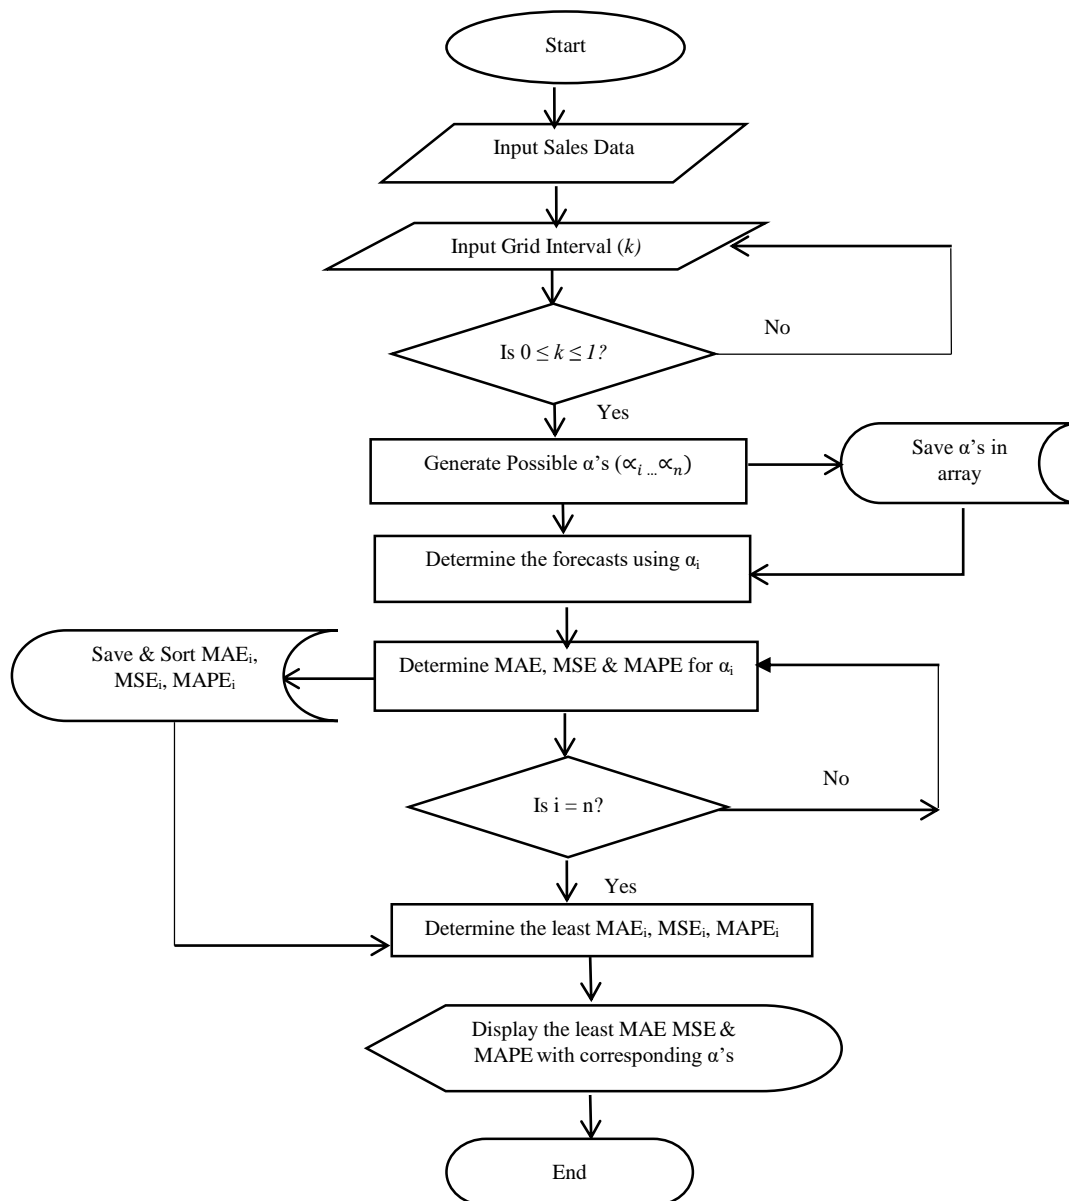 Start
Input Sales Data
Input Grid Interval (k)
No
Is 0 ≤ k ≤ 1?
Yes
Generate Possible α's (∝i ... ∝n)
Save α's in
array
Determine the forecasts using αi
Save & Sort MAEi,
MSEi, MAPEi
Determine MAE, MSE & MAPE for αi
No
Is i = n?
Yes
Determine the least MAEi, MSEi, MAPEi
Display the least MAE MSE &
MAPE with corresponding α's
End